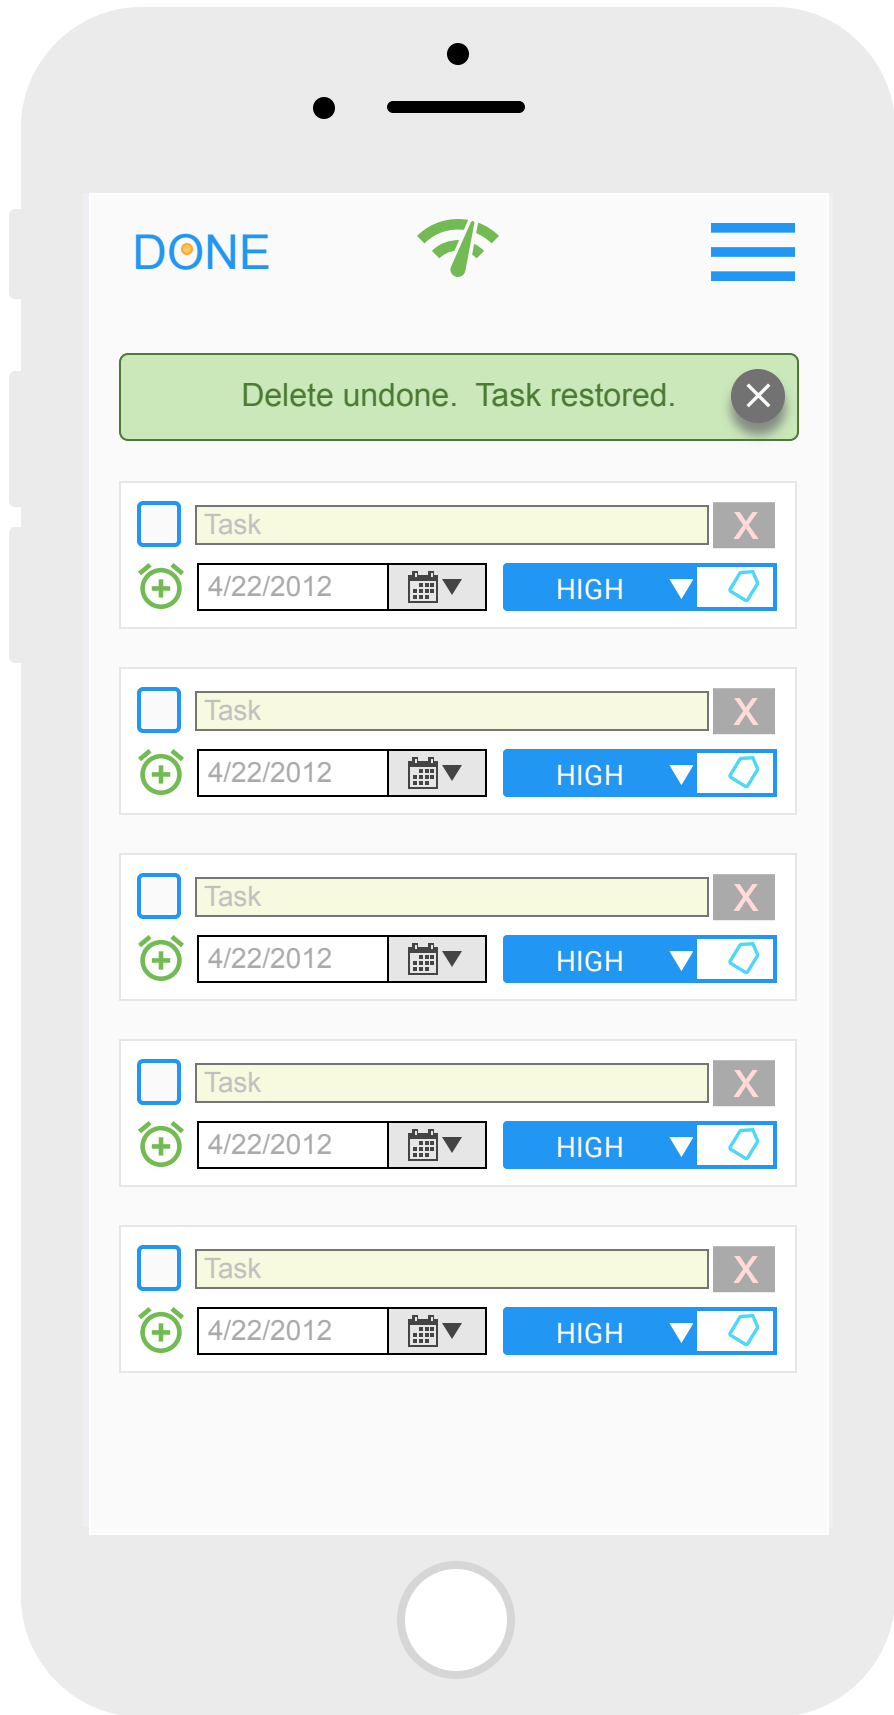 DONE
Delete undone.  Task restored.
Task X
4/22/2012 HIGH
Task X
4/22/2012 HIGH
Task X
4/22/2012 HIGH
Task X
4/22/2012 HIGH
Task X
4/22/2012 HIGH